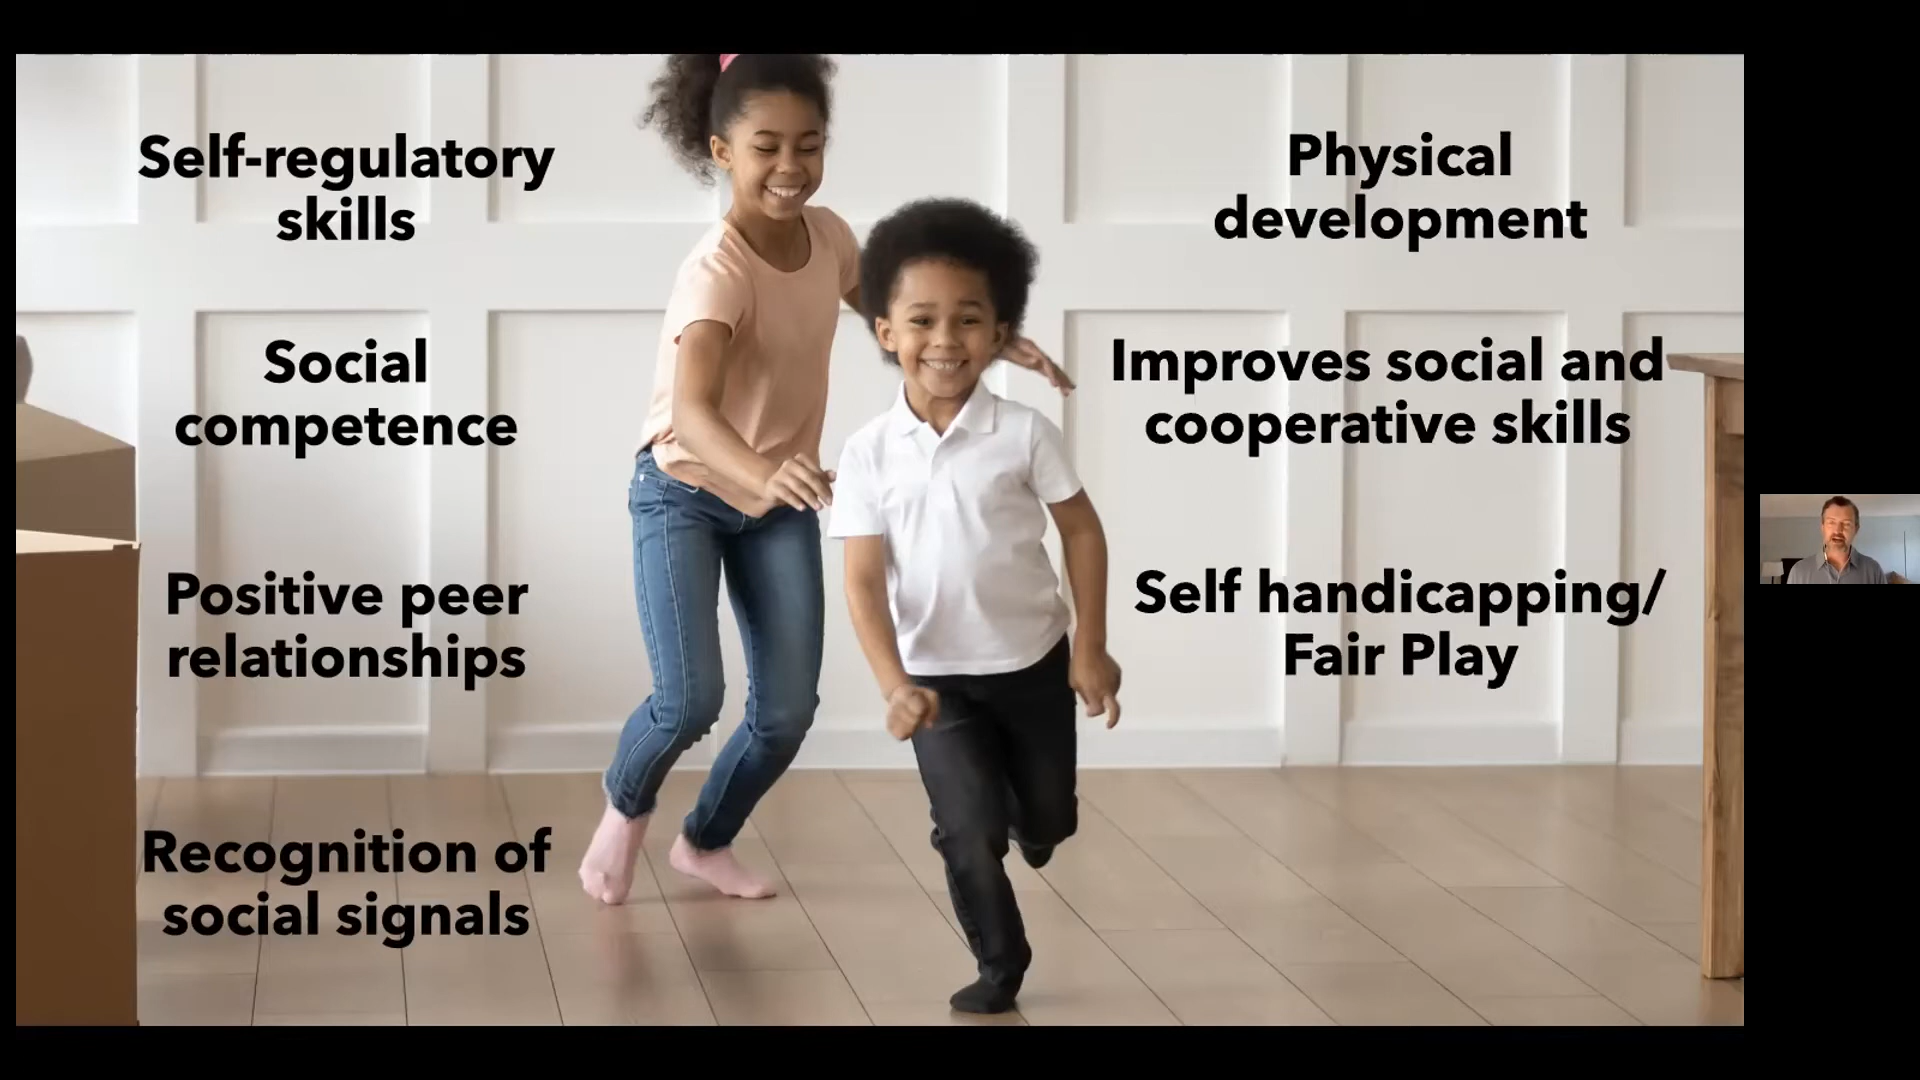 Self-regulatory
skills
Social
competence
Positive peer
relationships
Recognition of
social signals
Physical
development
Improves social and
cooperative skills
Self handicapping/
Fair Play